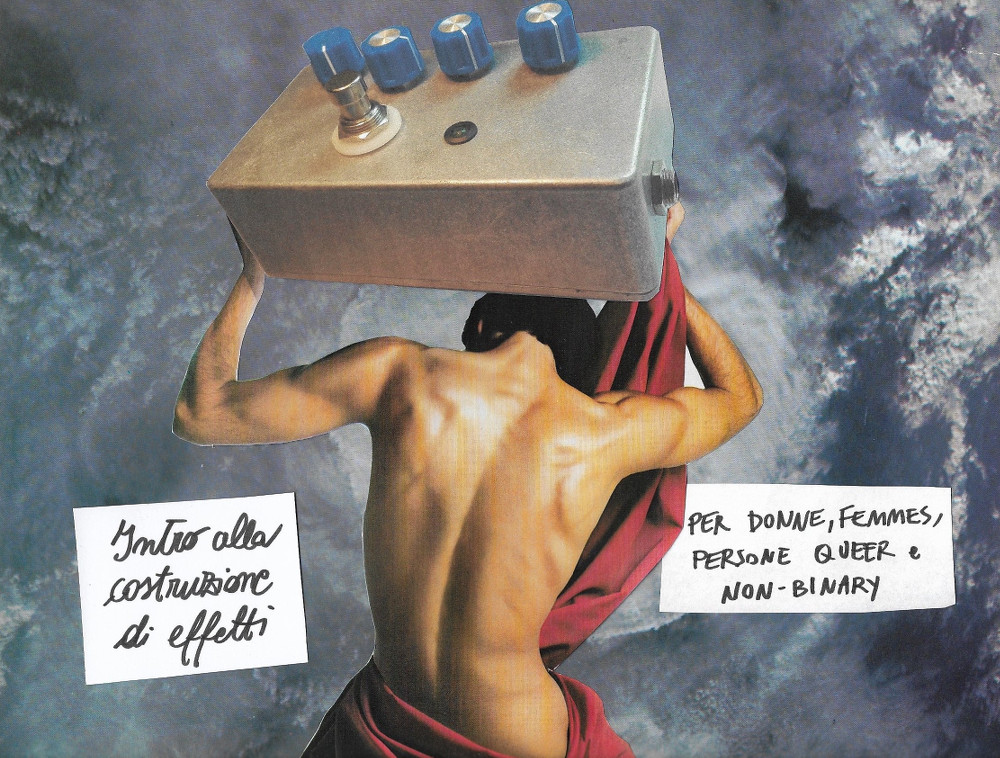 Intro alla
costruzione
di effetti
PER DONNE, FEMMES,
PERSONE QUEER e
NON-BINARY